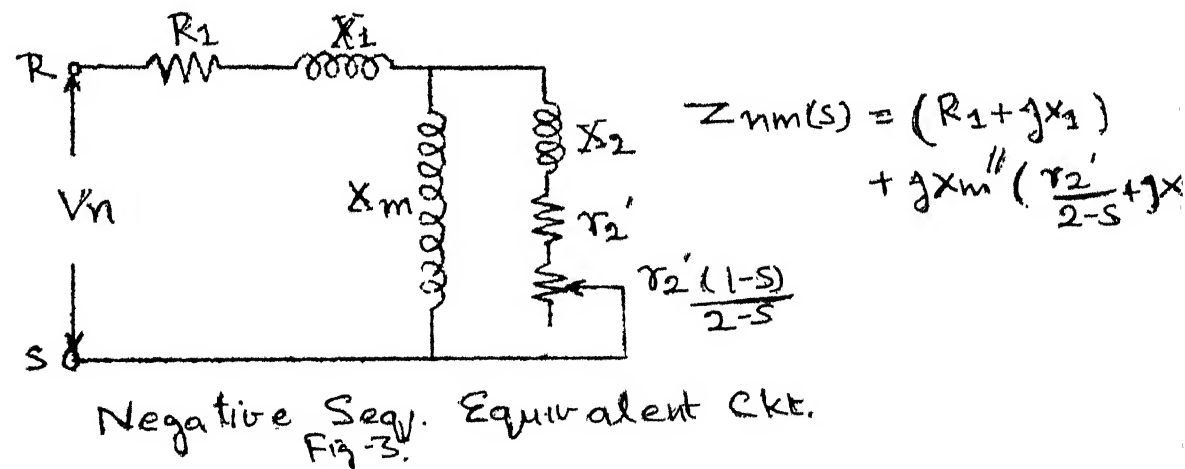 R1 X1
R
Znm(s) = (R1+jx1)
+ jxm" (r2'/2-s + jx
X2
Vn Xm r2'
r2'(1-s)/2-s
S
Negative Seq. Equivalent Ckt.
Fig-3.